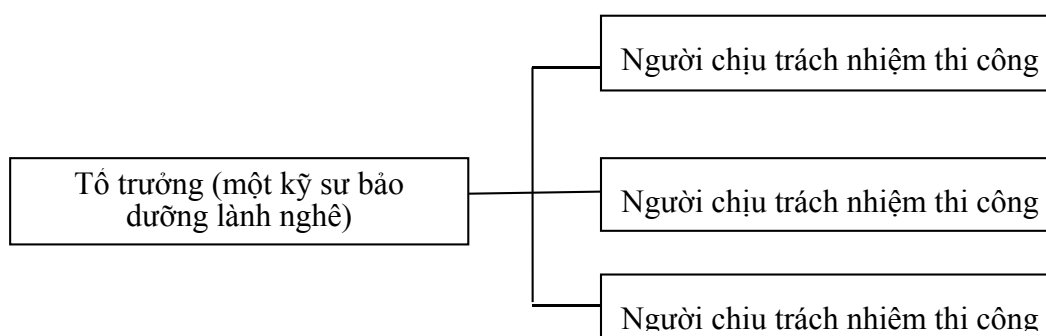 Người chịu trách nhiệm thi công
Tổ trưởng (một kỹ sư bảo
dưỡng lành nghê)
Người chịu trách nhiệm thi công
Người chịu trách nhiệm thi công